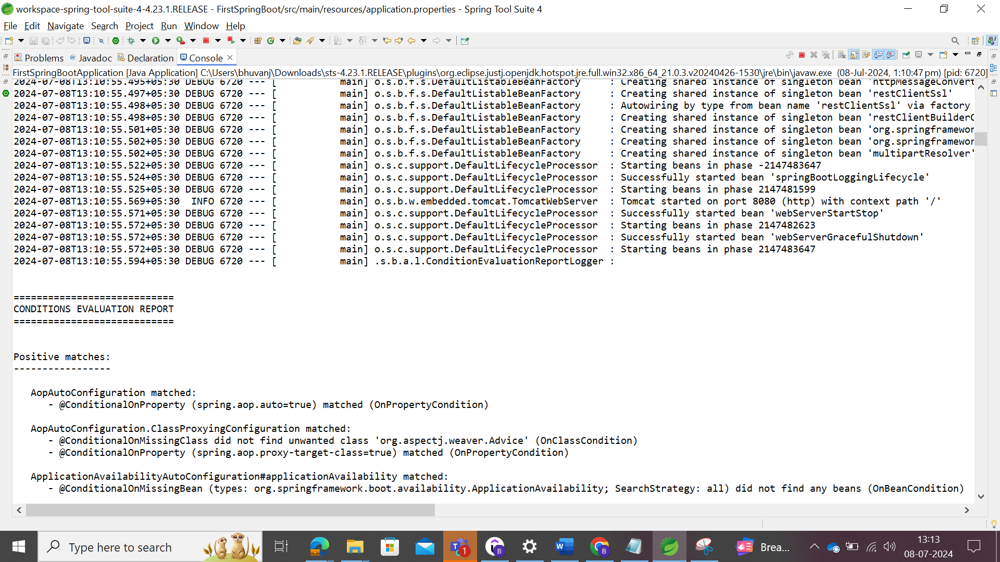 workspace-spring-tool-suite-4-4.23.1.RELEASE - FirstSpringBoot/src/main/resources/application.properties - Spring Tool Suite 4
File Edit Navigate Search Project Run Window Help
Problems @ Javadoc Declaration Console
FirstSpringBootApplication [Java Application] C:\Users\bhuvanj\Downloads\sts-4.23.1.RELEASE\plugins\org.eclipse.justj.openjdk.hotspot.jre.full.win32.x86_64_21.0.3.v20240426-1530\jre\bin\javaw.exe (08-Jul-2024, 1:10:47 pm) [pid: 6720]
2024-07-08T13:10:55.495+05:30 DEBUG 6720 --- [           main] o.s.b.f.s.DefaultListableBeanFactory     : Creating shared instance of singleton bean 'httpMessageConvert
2024-07-08T13:10:55.497+05:30 DEBUG 6720 --- [           main] o.s.b.f.s.DefaultListableBeanFactory     : Creating shared instance of singleton bean 'restClientSsl'
2024-07-08T13:10:55.498+05:30 DEBUG 6720 --- [           main] o.s.b.f.s.DefaultListableBeanFactory     : Autowiring by type from bean name 'restClientSsl' via factory
2024-07-08T13:10:55.498+05:30 DEBUG 6720 --- [           main] o.s.b.f.s.DefaultListableBeanFactory     : Creating shared instance of singleton bean 'restClientBuilderC
2024-07-08T13:10:55.501+05:30 DEBUG 6720 --- [           main] o.s.b.f.s.DefaultListableBeanFactory     : Creating shared instance of singleton bean 'org.springframewor
2024-07-08T13:10:55.502+05:30 DEBUG 6720 --- [           main] o.s.b.f.s.DefaultListableBeanFactory     : Creating shared instance of singleton bean 'org.springframewor
2024-07-08T13:10:55.502+05:30 DEBUG 6720 --- [           main] o.s.b.f.s.DefaultListableBeanFactory     : Creating shared instance of singleton bean 'multipartResolver'
2024-07-08T13:10:55.522+05:30 DEBUG 6720 --- [           main] o.s.c.support.DefaultLifecycleProcessor  : Starting beans in phase -2147483647
2024-07-08T13:10:55.524+05:30 DEBUG 6720 --- [           main] o.s.c.support.DefaultLifecycleProcessor  : Successfully started bean 'springBootLoggingLifecycle'
2024-07-08T13:10:55.525+05:30 DEBUG 6720 --- [           main] o.s.c.support.DefaultLifecycleProcessor  : Starting beans in phase 2147481599
2024-07-08T13:10:55.569+05:30  INFO 6720 --- [           main] o.s.b.w.embedded.tomcat.TomcatWebServer  : Tomcat started on port 8080 (http) with context path '/'
2024-07-08T13:10:55.571+05:30 DEBUG 6720 --- [           main] o.s.c.support.DefaultLifecycleProcessor  : Successfully started bean 'webServerStartStop'
2024-07-08T13:10:55.572+05:30 DEBUG 6720 --- [           main] o.s.c.support.DefaultLifecycleProcessor  : Starting beans in phase 2147482623
2024-07-08T13:10:55.572+05:30 DEBUG 6720 --- [           main] o.s.c.support.DefaultLifecycleProcessor  : Successfully started bean 'webServerGracefulShutdown'
2024-07-08T13:10:55.572+05:30 DEBUG 6720 --- [           main] o.s.c.support.DefaultLifecycleProcessor  : Starting beans in phase 2147483647
2024-07-08T13:10:55.594+05:30 DEBUG 6720 --- [           main] .s.b.a.l.ConditionEvaluationReportLogger :
============================
CONDITIONS EVALUATION REPORT
============================
Positive matches:
-----------------
AopAutoConfiguration matched:
- @ConditionalOnProperty (spring.aop.auto=true) matched (OnPropertyCondition)
AopAutoConfiguration.ClassProxyingConfiguration matched:
- @ConditionalOnMissingClass did not find unwanted class 'org.aspectj.weaver.Advice' (OnClassCondition)
- @ConditionalOnProperty (spring.aop.proxy-target-class=true) matched (OnPropertyCondition)
ApplicationAvailabilityAutoConfiguration#applicationAvailability matched:
- @ConditionalOnMissingBean (types: org.springframework.boot.availability.ApplicationAvailability; SearchStrategy: all) did not find any beans (OnBeanCondition)
Type here to search
1
Brea...
13:13
08-07-2024